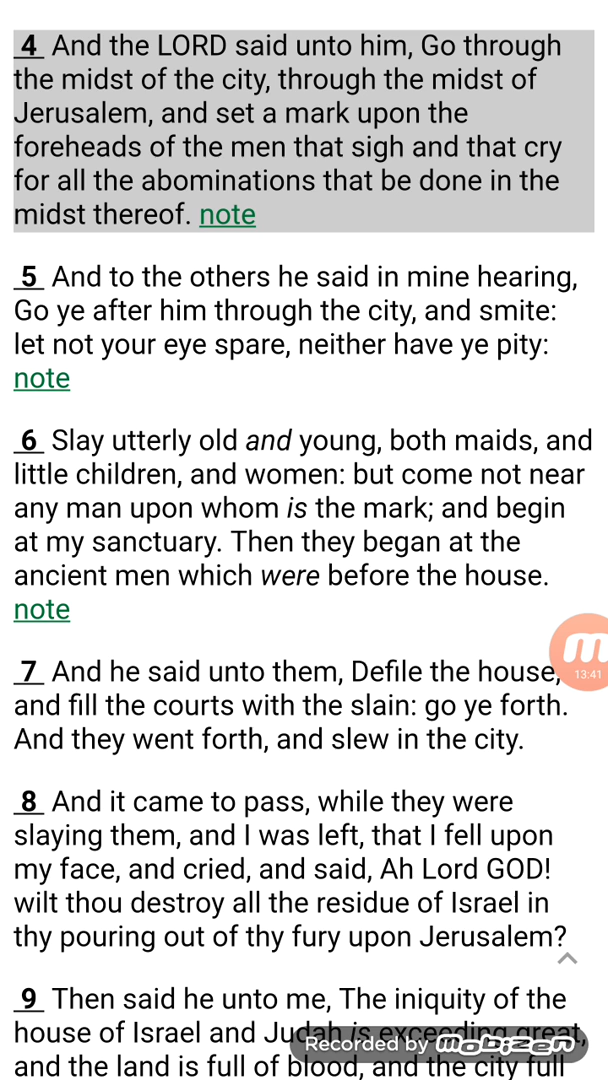 4 And the LORD said unto him, Go through
the midst of the city, through the midst of
Jerusalem, and set a mark upon the
foreheads of the men that sigh and that cry
for all the abominations that be done in the
midst thereof. note
5 And to the others he said in mine hearing,
Go ye after him through the city, and smite:
let not your eye spare, neither have ye pity:
note
6 Slay utterly old and young, both maids, and
little children, and women: but come not near
any man upon whom is the mark; and begin
at my sanctuary. Then they began at the
ancient men which were before the house.
note
13:41
7 And he said unto them, Defile the house,
and fill the courts with the slain: go ye forth.
And they went forth, and slew in the city.
8 And it came to pass, while they were
slaying them, and I was left, that I fell upon
my face, and cried, and said, Ah Lord GOD!
wilt thou destroy all the residue of Israel in
thy pouring out of thy fury upon Jerusalem?
9 Then said he unto me, The iniquity of the
house of Israel and Judah is exceeding great,
and the land is full of blood, and the city full
Recorded by mobizen